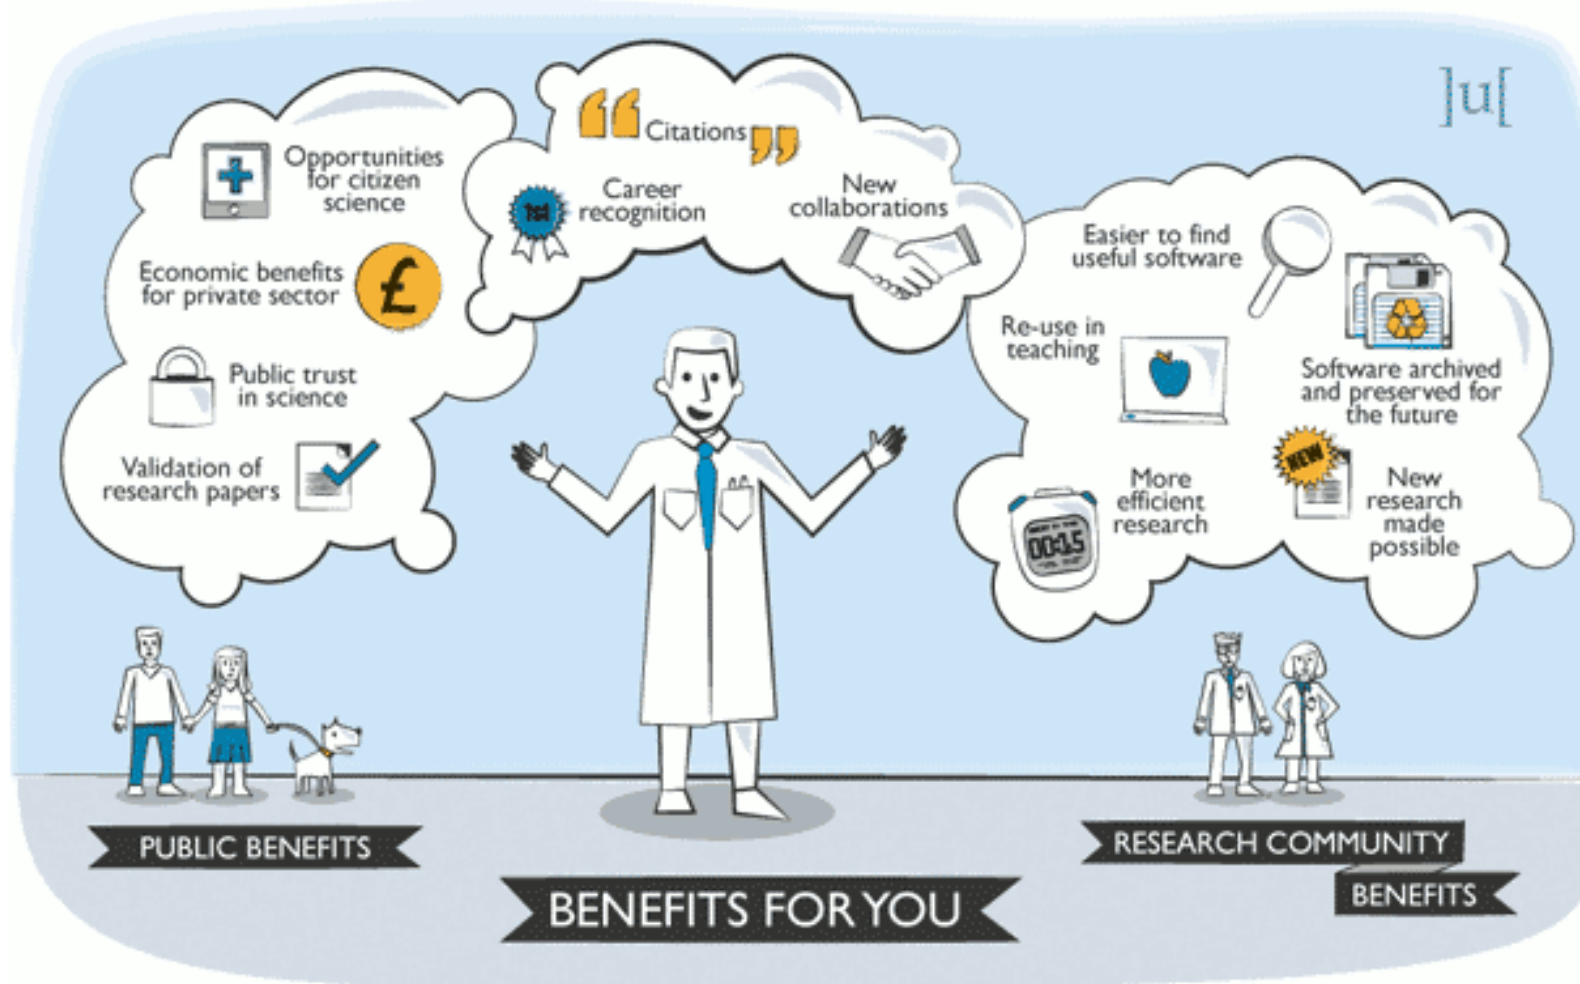 ]u[
Opportunities
for citizen
science
Economic benefits
for private sector
£
Public trust
in science
Validation of
research papers
Citations
1st
Career
recognition
New
collaborations
Easier to find
useful software
Re-use in
teaching
Software archived
and preserved for
the future
More
efficient
research
00:15
NEW
New
research
made
possible
PUBLIC BENEFITS
BENEFITS FOR YOU
RESEARCH COMMUNITY
BENEFITS